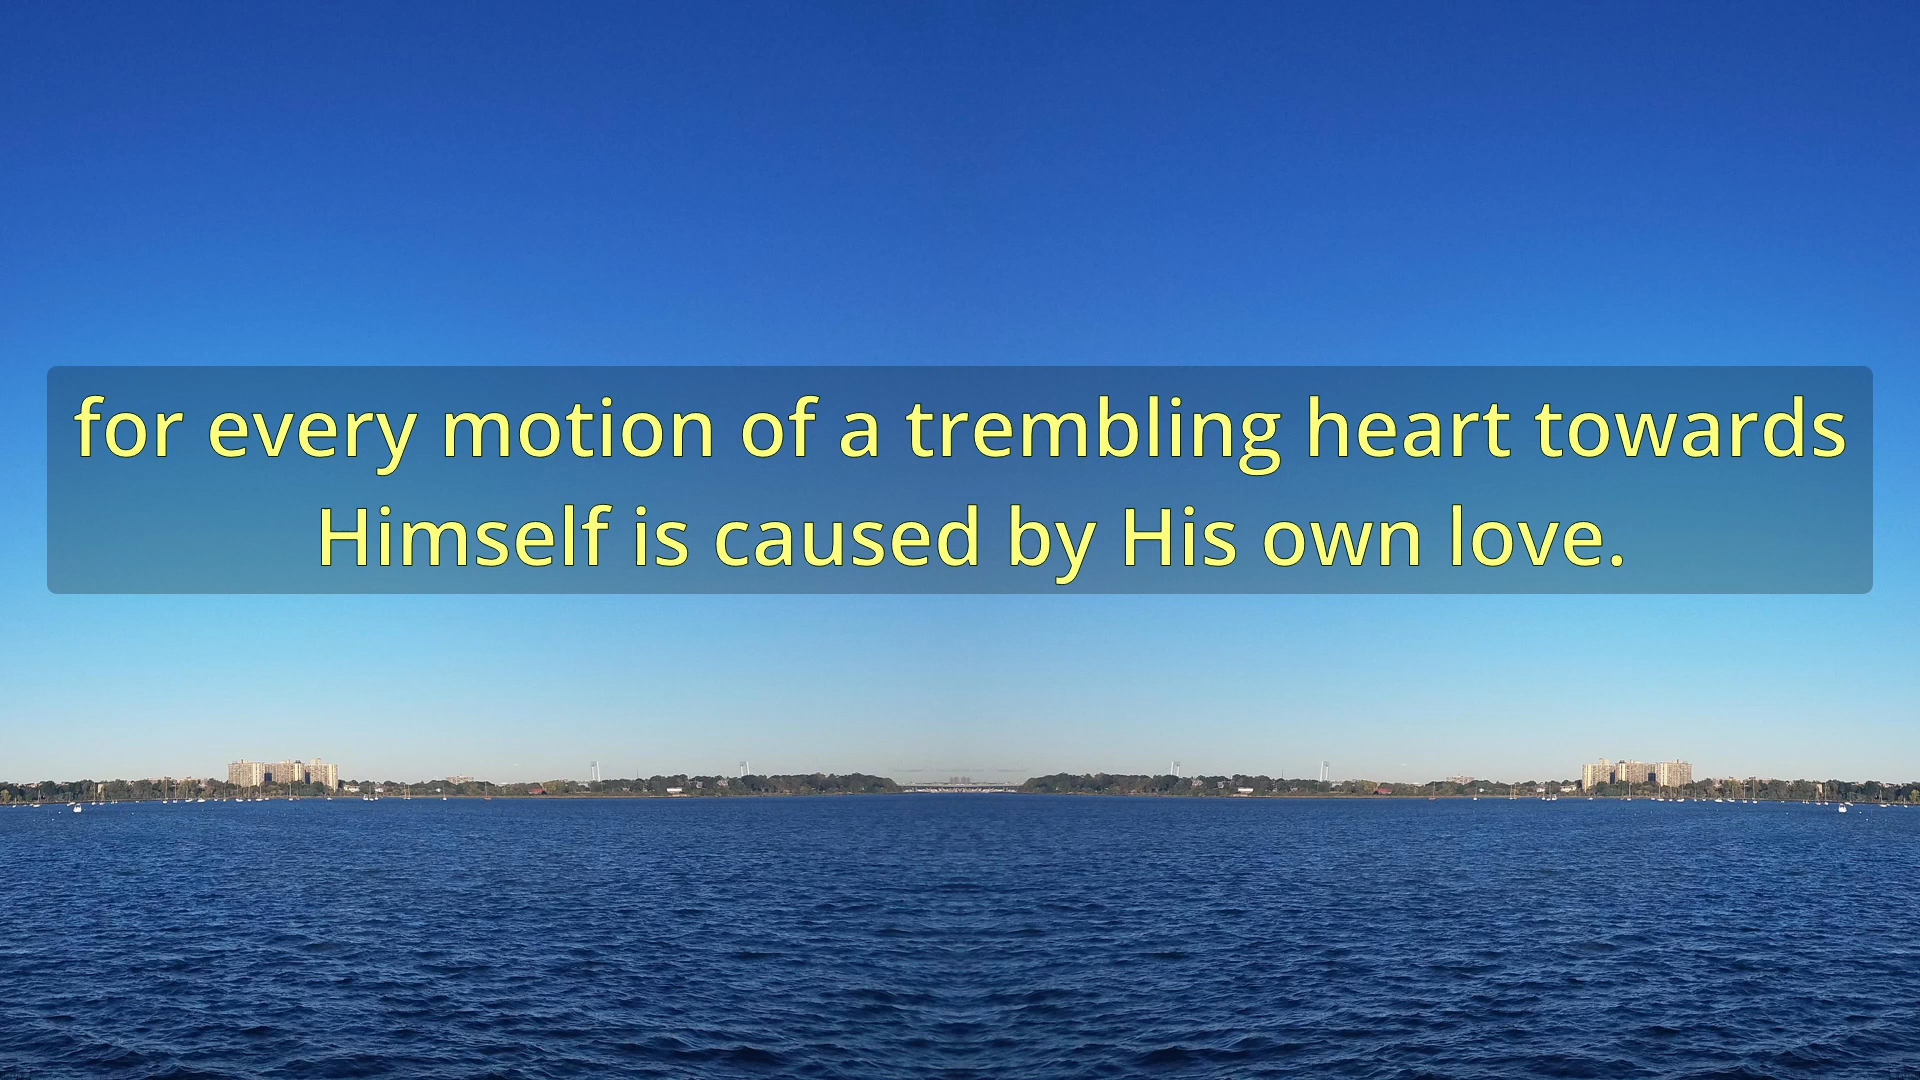 for every motion of a trembling heart towards
Himself is caused by His own love.